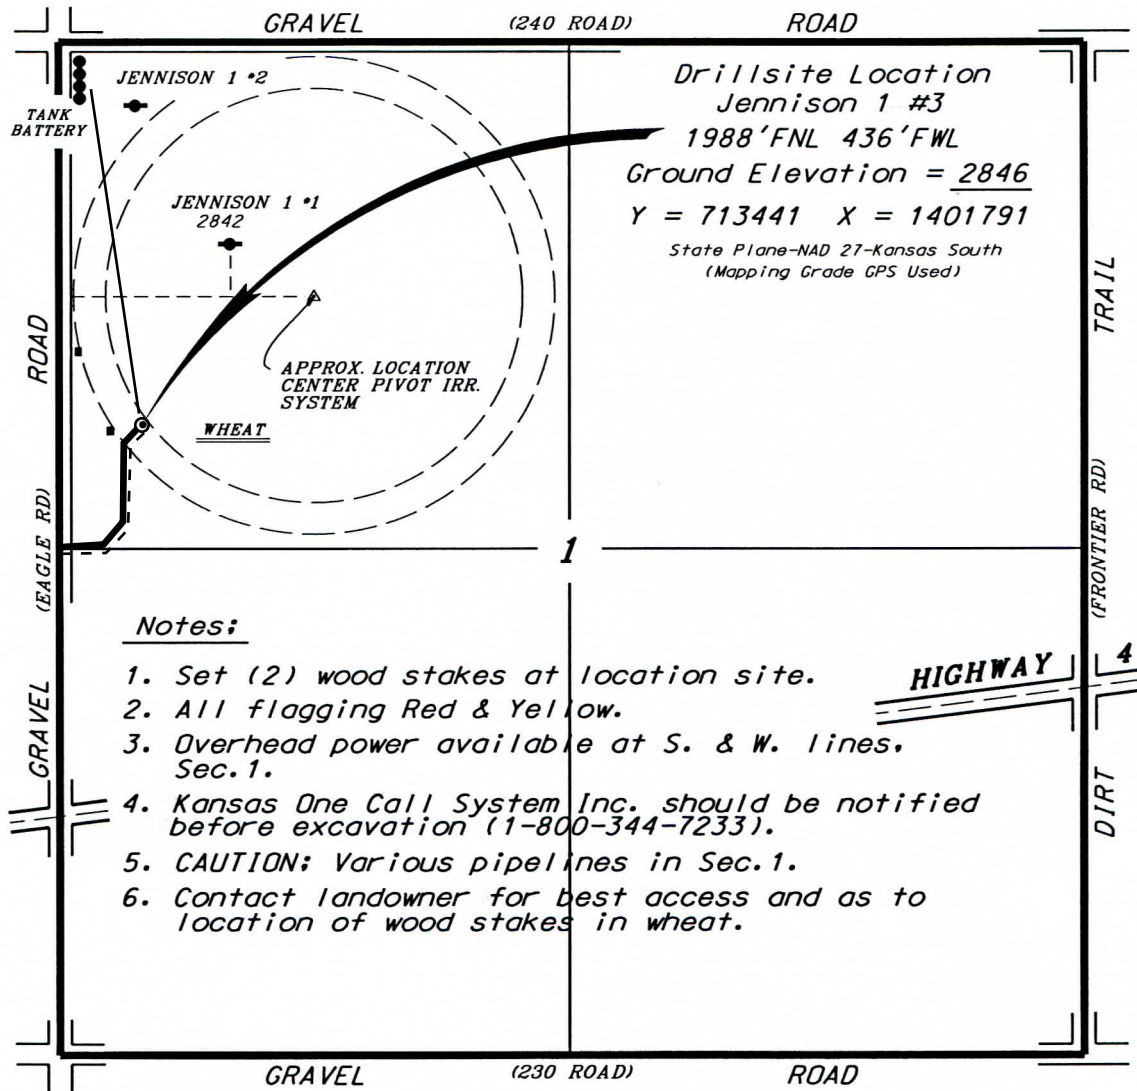 GRAVEL (240 ROAD) ROAD
JENNISON 1 #2
TANK
BATTERY
Drillsite Location
Jennison 1 #3
1988'FNL 436'FWL
Ground Elevation = 2846
Y = 713441 X = 1401791
State Plane-NAD 27-Kansas South
(Mapping Grade GPS Used)
JENNISON 1 #1
2842
APPROX. LOCATION
CENTER PIVOT IRR.
SYSTEM
WHEAT
ROAD
(EAGLE RD)
GRAVEL
TRAIL
(FRONTIER RD)
DIRT
1
HIGHWAY 4
Notes:
1. Set (2) wood stakes at location site.
2. All flagging Red & Yellow.
3. Overhead power available at S. & W. lines,
Sec.1.
4. Kansas One Call System Inc. should be notified
before excavation (1-800-344-7233).
5. CAUTION: Various pipelines in Sec.1.
6. Contact landowner for best access and as to
location of wood stakes in wheat.
GRAVEL (230 ROAD) ROAD